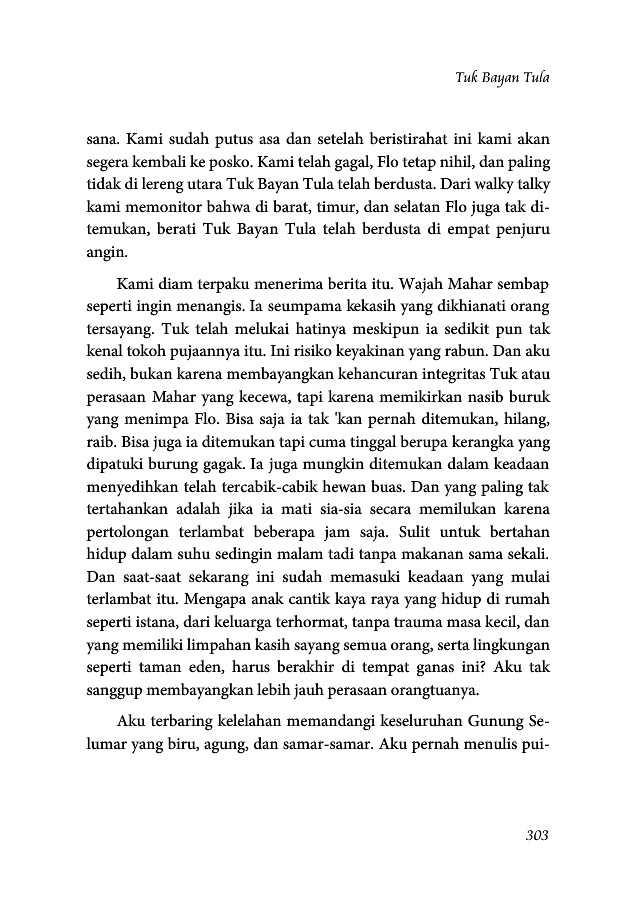 Tuk Bayan Tula
sana. Kami sudah putus asa dan setelah beristirahat ini kami akan
segera kembali ke posko. Kami telah gagal, Flo tetap nihil, dan paling
tidak di lereng utara Tuk Bayan Tula telah berdusta. Dari walky talky
kami memonitor bahwa di barat, timur, dan selatan Flo juga tak di-
temukan, berati Tuk Bayan Tula telah berdusta di empat penjuru
angin.
Kami diam terpaku menerima berita itu. Wajah Mahar sembap
seperti ingin menangis. Ia seumpama kekasih yang dikhianati orang
tersayang. Tuk telah melukai hatinya meskipun ia sedikit pun tak
kenal tokoh pujaannya itu. Ini risiko keyakinan yang rabun. Dan aku
sedih, bukan karena membayangkan kehancuran integritas Tuk atau
perasaan Mahar yang kecewa, tapi karena memikirkan nasib buruk
yang menimpa Flo. Bisa saja ia tak 'kan pernah ditemukan, hilang,
raib. Bisa juga ia ditemukan tapi cuma tinggal berupa kerangka yang
dipatuki burung gagak. Ia juga mungkin ditemukan dalam keadaan
menyedihkan telah tercabik-cabik hewan buas. Dan yang paling tak
tertahankan adalah jika ia mati sia-sia secara memilukan karena
pertolongan terlambat beberapa jam saja. Sulit untuk bertahan
hidup dalam suhu sedingin malam tadi tanpa makanan sama sekali.
Dan saat-saat sekarang ini sudah memasuki keadaan yang mulai
terlambat itu. Mengapa anak cantik kaya raya yang hidup di rumah
seperti istana, dari keluarga terhormat, tanpa trauma masa kecil, dan
yang memiliki limpahan kasih sayang semua orang, serta lingkungan
seperti taman eden, harus berakhir di tempat ganas ini? Aku tak
sanggup membayangkan lebih jauh perasaan orangtuanya.
Aku terbaring kelelahan memandangi keseluruhan Gunung Se-
lumar yang biru, agung, dan samar-samar. Aku pernah menulis pui-
303